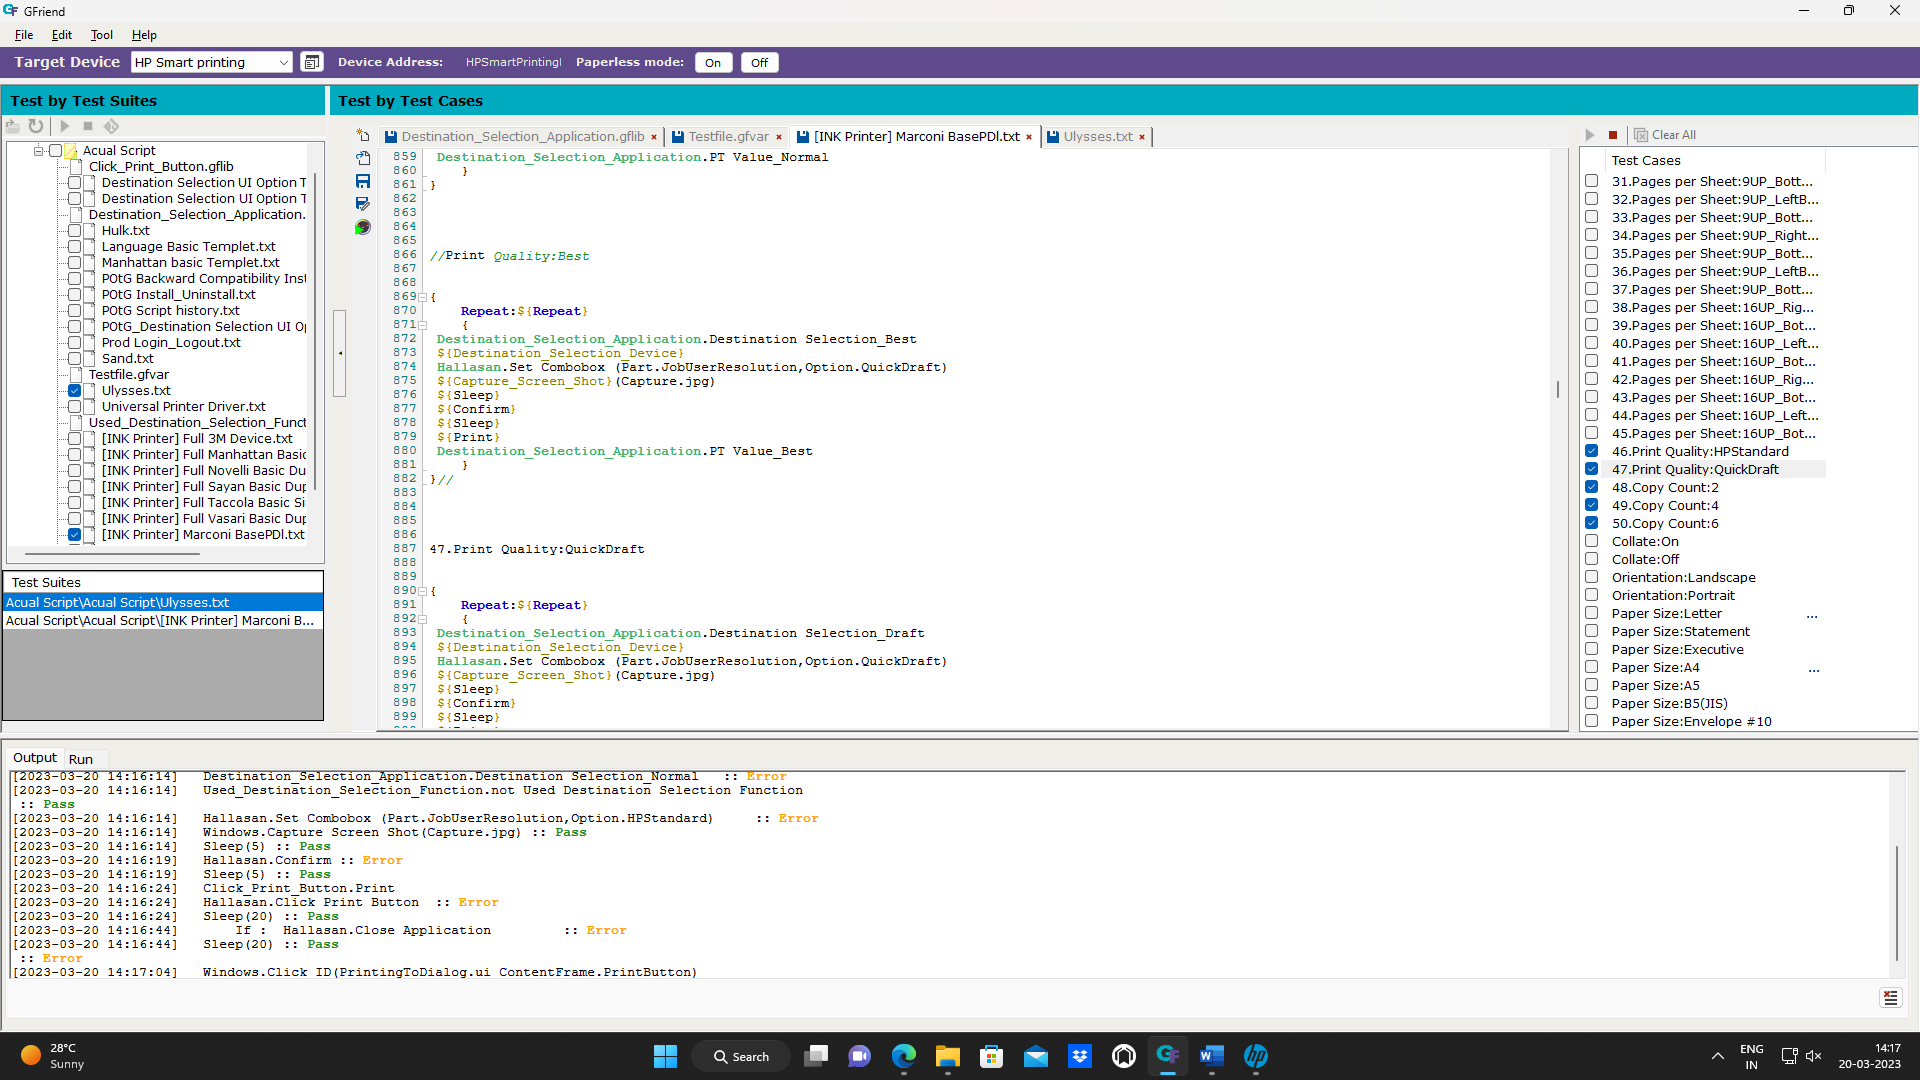 GFriend
File Edit Tool Help
Target Device HP Smart printing Device Address: HPSmartPrintingI Paperless mode: On Off
Test by Test Suites
Acual Script
Click_Print_Button.gflib
Destination Selection UI Option T
Destination Selection UI Option T
Destination_Selection_Application.
Hulk.txt
Language Basic Templet.txt
Manhattan basic Templet.txt
POtG Backward Compatibility Inst
POtG Install_Uninstall.txt
POtG Script history.txt
POtG_Destination Selection UI O
Prod Login_Logout.txt
Sand.txt
Testfile.gfvar
Ulysses.txt
Universal Printer Driver.txt
Used_Destination_Selection_Funct
[INK Printer] Full 3M Device.txt
[INK Printer] Full Manhattan Basic
[INK Printer] Full Novelli Basic Du
[INK Printer] Full Sayan Basic Dup
[INK Printer] Full Taccola Basic Si
[INK Printer] Full Vasari Basic Dup
[INK Printer] Marconi BasePDl.txt
Test Suites
Acual Script\Acual Script\Ulysses.txt
Acual Script\Acual Script\[INK Printer] Marconi B...
Test by Test Cases
Destination_Selection_Application.gflib Testfile.gfvar [INK Printer] Marconi BasePDl.txt Ulysses.txt
859 Destination_Selection_Application.PT Value_Normal
860 }
861 }
862
863
864
865
866 //Print Quality:Best
867
868
869 {
870 Repeat:${Repeat}
871 {
872 Destination_Selection_Application.Destination Selection_Best
873 ${Destination_Selection_Device}
874 Hallasan.Set Combobox (Part.JobUserResolution,Option.QuickDraft)
875 ${Capture_Screen_Shot}(Capture.jpg)
876 ${Sleep}
877 ${Confirm}
878 ${Sleep}
879 ${Print}
880 Destination_Selection_Application.PT Value_Best
881 }
882 }//
883
884
885
886
887 47.Print Quality:QuickDraft
888
889
890 {
891 Repeat:${Repeat}
892 {
893 Destination_Selection_Application.Destination Selection_Draft
894 ${Destination_Selection_Device}
895 Hallasan.Set Combobox (Part.JobUserResolution,Option.QuickDraft)
896 ${Capture_Screen_Shot}(Capture.jpg)
897 ${Sleep}
898 ${Confirm}
899 ${Sleep}
Clear All
Test Cases
31.Pages per Sheet:9UP_Bott...
32.Pages per Sheet:9UP_LeftB...
33.Pages per Sheet:9UP_Bott...
34.Pages per Sheet:9UP_Right...
35.Pages per Sheet:9UP_Bott...
36.Pages per Sheet:9UP_LeftB...
37.Pages per Sheet:9UP_Bott...
38.Pages per Sheet:16UP_Rig...
39.Pages per Sheet:16UP_Bot...
40.Pages per Sheet:16UP_Left...
41.Pages per Sheet:16UP_Bot...
42.Pages per Sheet:16UP_Rig...
43.Pages per Sheet:16UP_Bot...
44.Pages per Sheet:16UP_Left...
45.Pages per Sheet:16UP_Bot...
46.Print Quality:HPStandard
47.Print Quality:QuickDraft
48.Copy Count:2
49.Copy Count:4
50.Copy Count:6
Collate:On
Collate:Off
Orientation:Landscape
Orientation:Portrait
Paper Size:Letter ...
Paper Size:Statement
Paper Size:Executive
Paper Size:A4 ...
Paper Size:A5
Paper Size:B5(JIS)
Paper Size:Envelope #10
Output Run
[2023-03-20 14:16:14] Destination_Selection_Application.Destination Selection_Normal :: Error
[2023-03-20 14:16:14] Used_Destination_Selection_Function.not Used Destination Selection Function
:: Pass
[2023-03-20 14:16:14] Hallasan.Set Combobox (Part.JobUserResolution,Option.HPStandard) :: Error
[2023-03-20 14:16:14] Windows.Capture Screen Shot(Capture.jpg) :: Pass
[2023-03-20 14:16:14] Sleep(5) :: Pass
[2023-03-20 14:16:19] Hallasan.Confirm :: Error
[2023-03-20 14:16:19] Sleep(5) :: Pass
[2023-03-20 14:16:24] Click_Print_Button.Print
[2023-03-20 14:16:24] Hallasan.Click Print Button :: Error
[2023-03-20 14:16:24] Sleep(20) :: Pass
[2023-03-20 14:16:44] If : Hallasan.Close Application :: Error
[2023-03-20 14:16:44] Sleep(20) :: Pass
:: Error
[2023-03-20 14:17:04] Windows.Click ID(PrintingToDialog.ui ContentFrame.PrintButton)
28°C
Sunny
Search
ENG
IN
14:17
20-03-2023